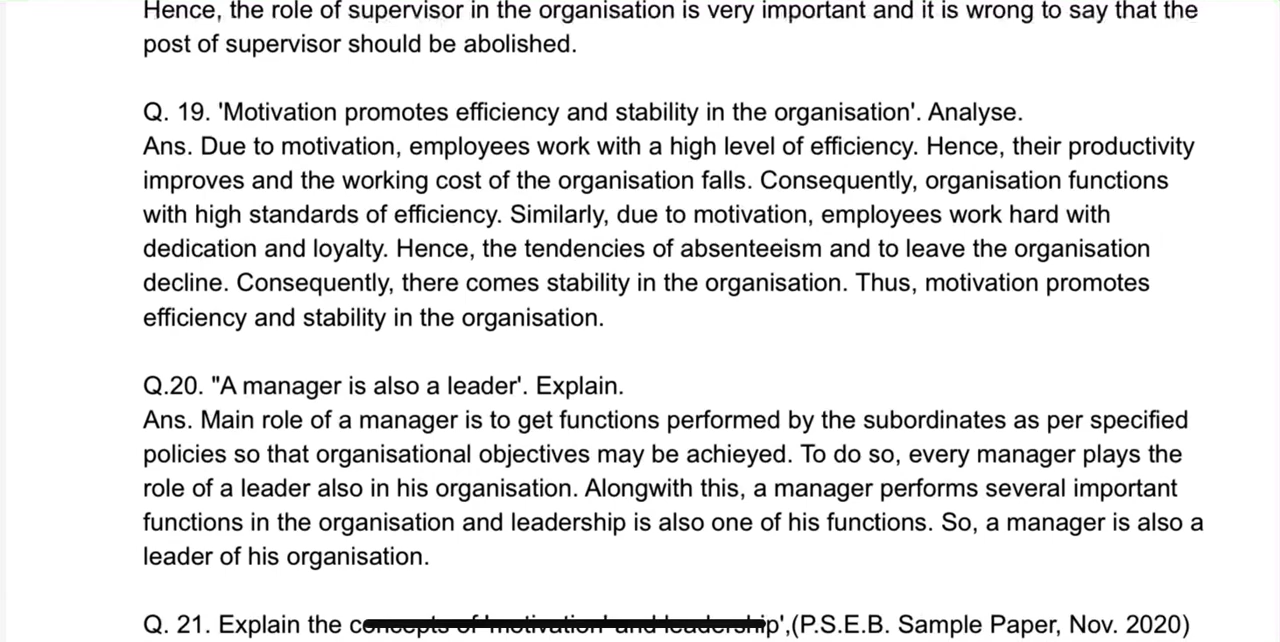 Hence, the role of supervisor in the organisation is very important and it is wrong to say that the
post of supervisor should be abolished.
Q. 19. 'Motivation promotes efficiency and stability in the organisation'. Analyse.
Ans. Due to motivation, employees work with a high level of efficiency. Hence, their productivity
improves and the working cost of the organisation falls. Consequently, organisation functions
with high standards of efficiency. Similarly, due to motivation, employees work hard with
dedication and loyalty. Hence, the tendencies of absenteeism and to leave the organisation
decline. Consequently, there comes stability in the organisation. Thus, motivation promotes
efficiency and stability in the organisation.
Q.20. "A manager is also a leader'. Explain.
Ans. Main role of a manager is to get functions performed by the subordinates as per specified
policies so that organisational objectives may be achieyed. To do so, every manager plays the
role of a leader also in his organisation. Alongwith this, a manager performs several important
functions in the organisation and leadership is also one of his functions. So, a manager is also a
leader of his organisation.
Q. 21. Explain the concepts of 'motivation' and leadership',(P.S.E.B. Sample Paper, Nov. 2020)